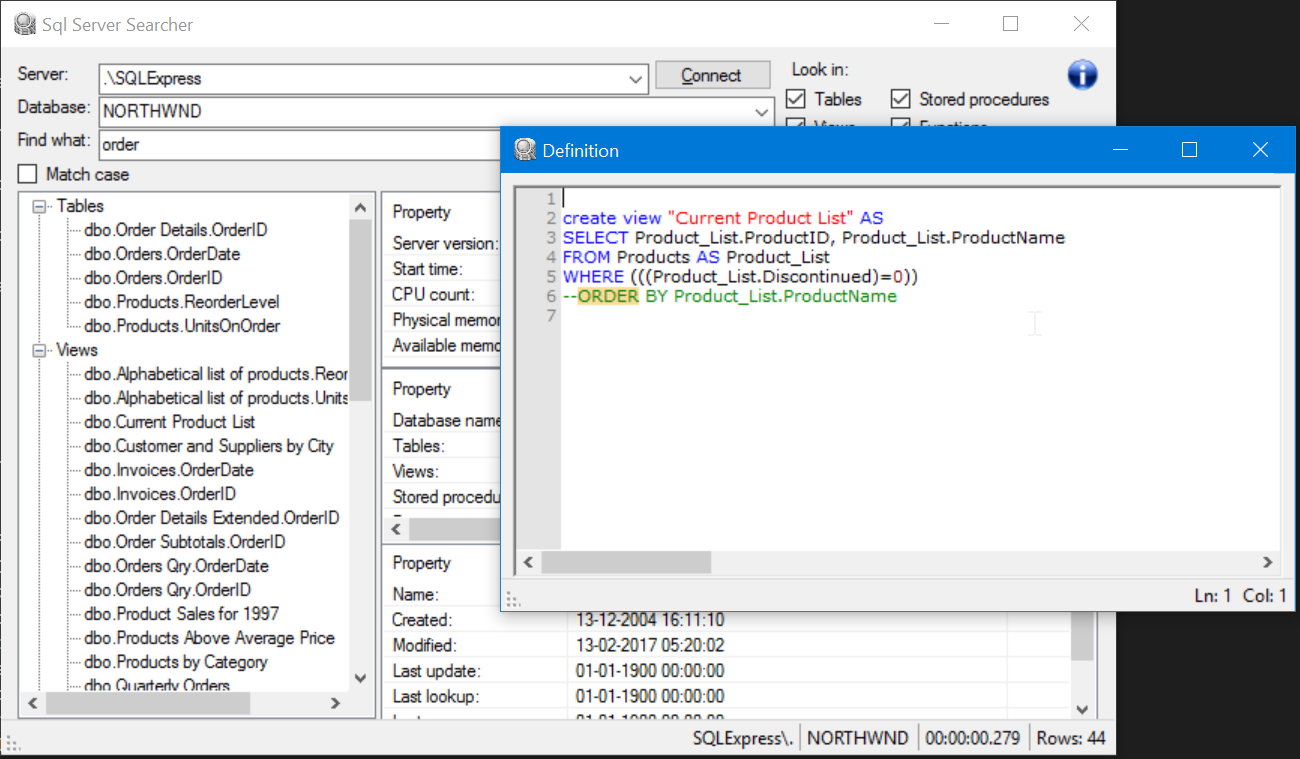 Sql Server Searcher
Server: .\SQLExpress Connect Look in:
Database: NORTHWND Tables Stored procedures
Views Functions
Find what: order
Match case
Tables
dbo.Order Details.OrderID
dbo.Orders.OrderDate
dbo.Orders.OrderID
dbo.Products.ReorderLevel
dbo.Products.UnitsOnOrder
Views
dbo.Alphabetical list of products.Reor
dbo.Alphabetical list of products.Units
dbo.Current Product List
dbo.Customer and Suppliers by City
dbo.Invoices.OrderDate
dbo.Invoices.OrderID
dbo.Order Details Extended.OrderID
dbo.Order Subtotals.OrderID
dbo.Orders Qry.OrderDate
dbo.Orders Qry.OrderID
dbo.Product Sales for 1997
dbo.Products Above Average Price
dbo.Products by Category
dbo.Quarterly Orders
Property
Server version:
Start time:
CPU count:
Physical memor
Available memo
Property
Database name
Tables:
Views:
Stored procedu
Property
Name:
Created: 13-12-2004 16:11:10
Modified: 13-02-2017 05:20:02
Last update: 01-01-1900 00:00:00
Last lookup: 01-01-1900 00:00:00
Definition
1
2 create view "Current Product List" AS
3 SELECT Product_List.ProductID, Product_List.ProductName
4 FROM Products AS Product_List
5 WHERE (((Product_List.Discontinued)=0))
6 --ORDER BY Product_List.ProductName
7
Ln: 1 Col: 1
SQLExpress\. NORTHWND 00:00:00.279 Rows: 44